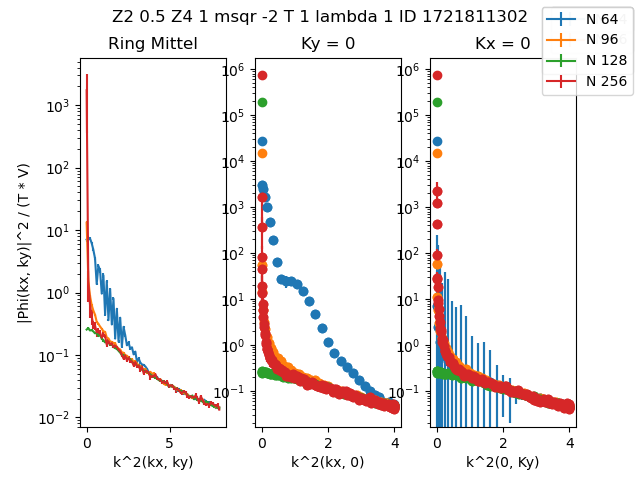 Z2 0.5 Z4 1 msqr -2 T 1 lambda 1 ID 1721811302
N 64
N 96
N 128
N 256
Ring Mittel
Ky = 0
Kx = 0
|Phi(kx, ky)|^2 / (T * V)
10^3
10^2
10^1
10^0
10^-1
10^-2
0 5
k^2(kx, ky)
10^6
10^5
10^4
10^3
10^2
10^1
10^0
10^-1
0 2 4
k^2(kx, 0)
10^6
10^5
10^4
10^3
10^2
10^1
10^0
10^-1
0 2 4
k^2(0, Ky)